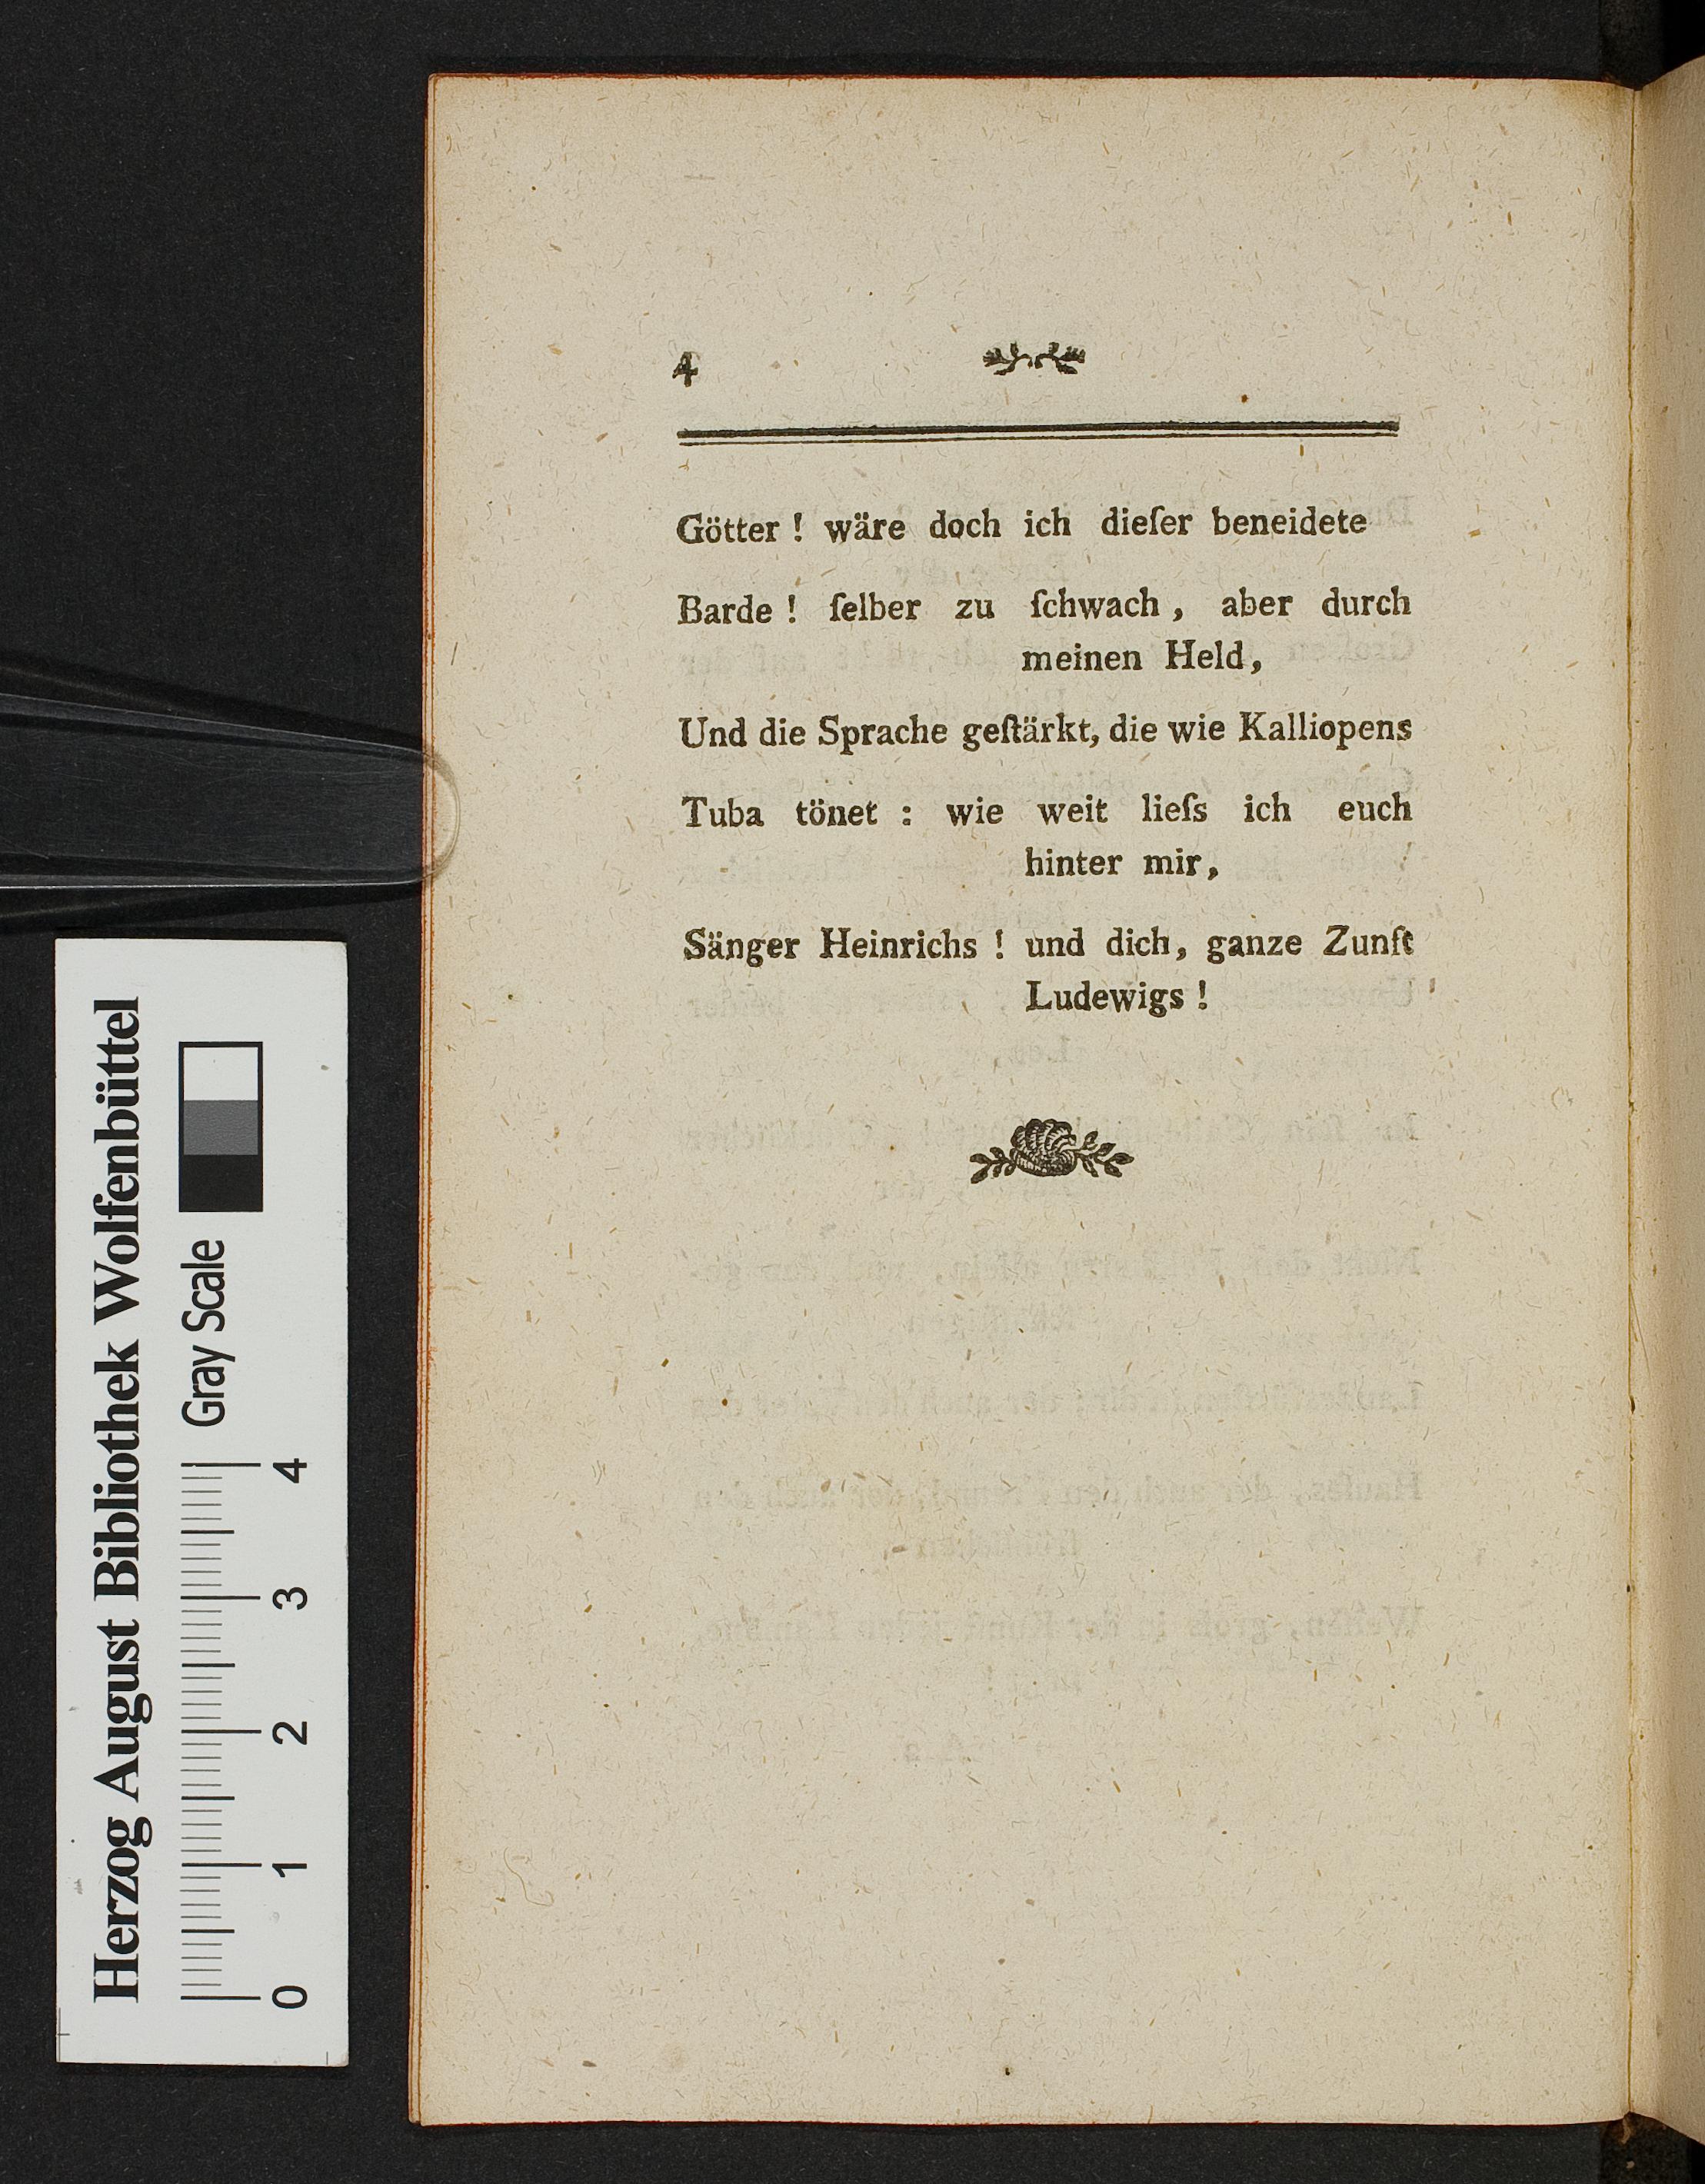 4
Götter ! wäre doch ich dieſer beneidete
Barde ! ſelber zu ſchwach, aber durch
meinen Held,
Und die Sprache geſtärkt, die wie Kalliopens
Tuba tönet : wie weit lieſs ich euch
hinter mir,
Sänger Heinrichs ! und dich, ganze Zunft
Ludewigs !
Herzog August Bibliothek Wolfenbüttel
Gray Scale
0 1 2 3 4